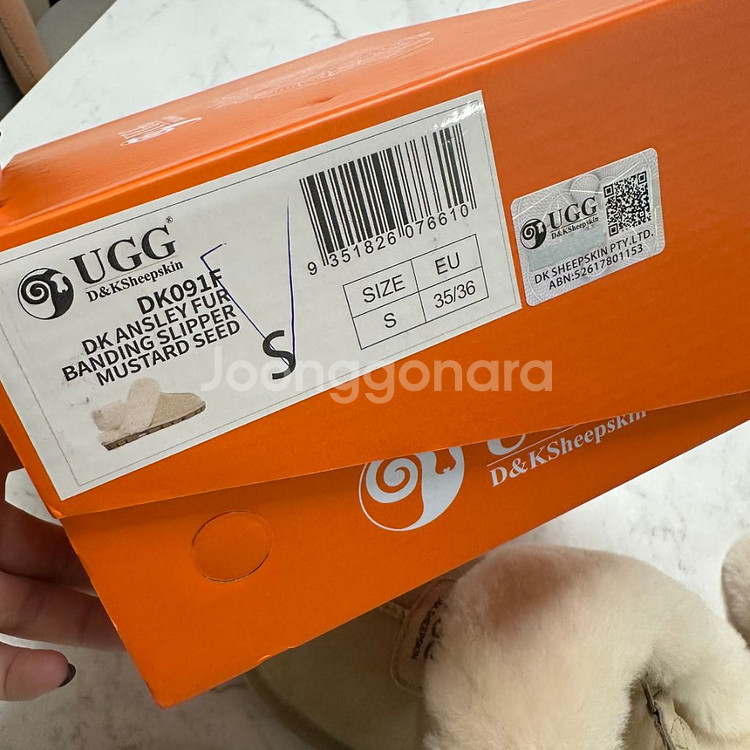 UGG®
D&KSheepskin
DK091F
DK ANSLEY FUR
BANDING SLIPPER
MUSTARD SEED
S
9 351826 076610
SIZE EU
S 35/36
UGG
D&KSheepskin
DK SHEEPSKIN PTY.LTD.
ABN:52617801153
Joonggonara
UGG
D&KSheepskin